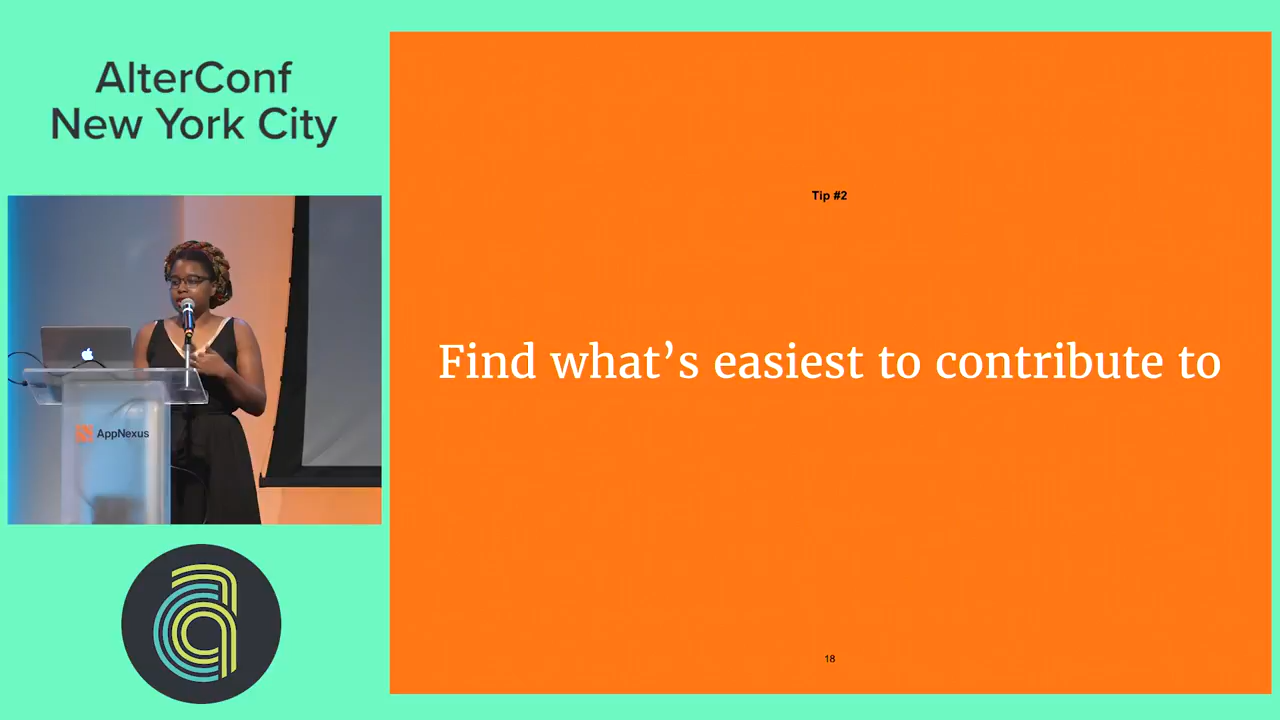 AlterConf
New York City
Tip #2
Find what’s easiest to contribute to
AppNexus
18